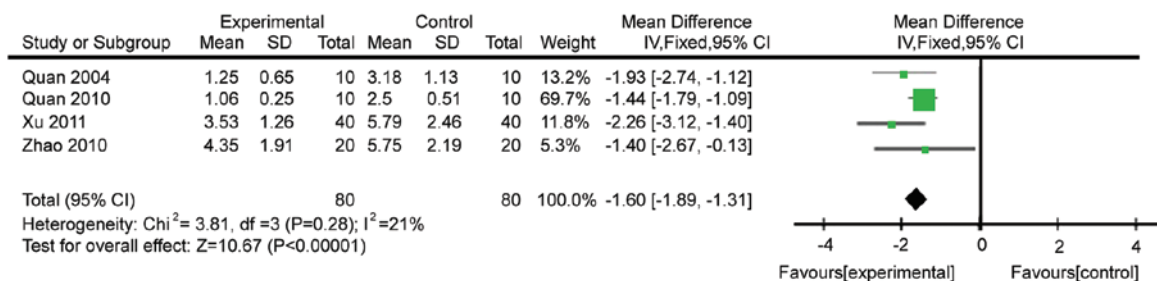 Experimental Control Mean Difference Mean Difference
Study or Subgroup Mean SD Total Mean SD Total Weight IV,Fixed,95% CI IV,Fixed,95% CI
Quan 2004 1.25 0.65 10 3.18 1.13 10 13.2% -1.93 [-2.74, -1.12]
Quan 2010 1.06 0.25 10 2.5 0.51 10 69.7% -1.44 [-1.79, -1.09]
Xu 2011 3.53 1.26 40 5.79 2.46 40 11.8% -2.26 [-3.12, -1.40]
Zhao 2010 4.35 1.91 20 5.75 2.19 20 5.3% -1.40 [-2.67, -0.13]
Total (95% CI) 80 80 100.0% -1.60 [-1.89, -1.31]
Heterogeneity: Chi²= 3.81, df =3 (P=0.28); I²=21%
Test for overall effect: Z=10.67 (P<0.00001)
-4 -2 0 2 4
Favours[experimental] Favours[control]